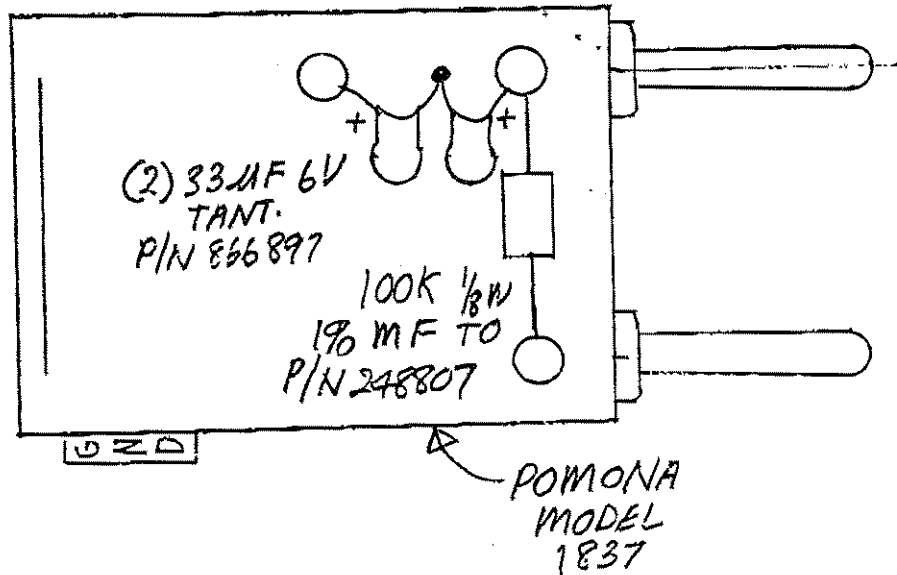 + +
(2) 33µF 6V
TANT.
P/N 866897
100K 1/8W
1% MF TO
P/N 248807
GND
POMONA
MODEL
1837